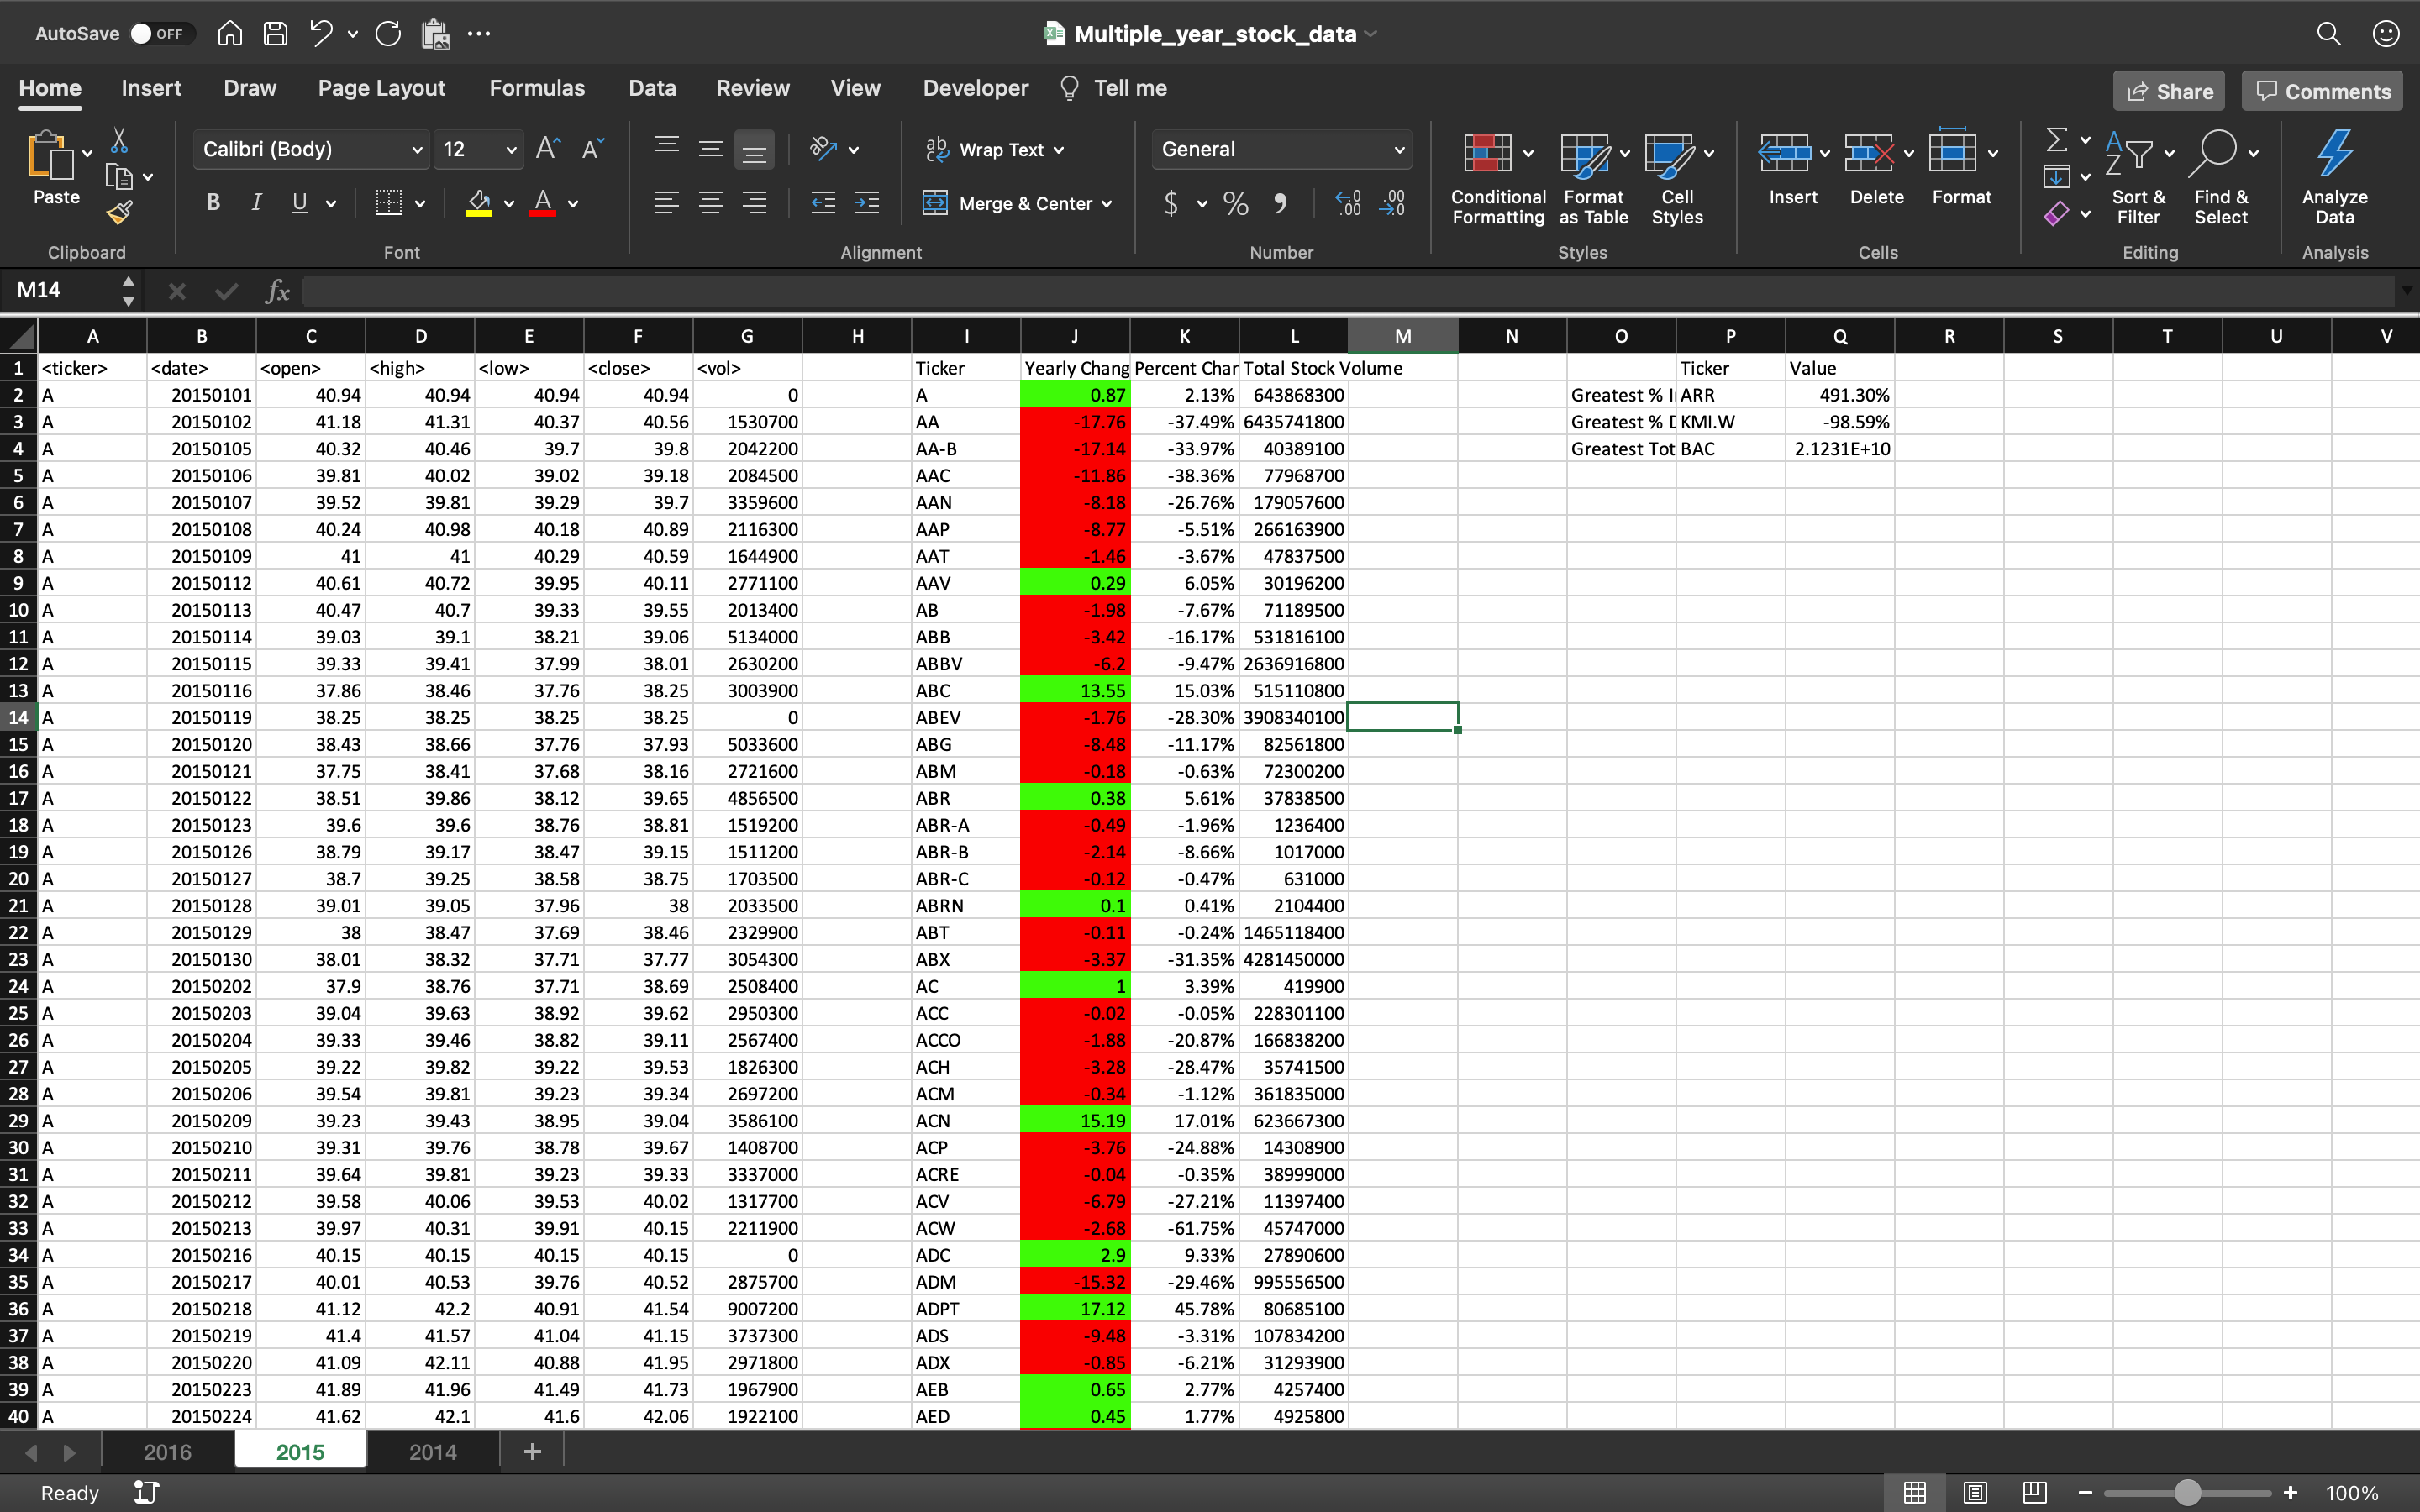 AutoSave OFF Multiple_year_stock_data
Home Insert Draw Page Layout Formulas Data Review View Developer Tell me Share Comments
Paste Calibri (Body) 12 Wrap Text General Conditional Formatting Format as Table Cell Styles Insert Delete Format Sort & Filter Find & Select Analyze Data
B I U Merge & Center $ % 9
Clipboard Font Alignment Number Styles Cells Editing Analysis
M14 fx
A B C D E F G H I J K L M N O P Q R S T U V
1 <ticker> <date> <open> <high> <low> <close> <vol> Ticker Yearly Chang Percent Char Total Stock Volume Ticker Value
2 A 20150101 40.94 40.94 40.94 40.94 0 A 0.87 2.13% 643868300 Greatest % I ARR 491.30%
3 A 20150102 41.18 41.31 40.37 40.56 1530700 AA -17.76 -37.49% 6435741800 Greatest % D KMI.W -98.59%
4 A 20150105 40.32 40.46 39.7 39.8 2042200 AA-B -17.14 -33.97% 40389100 Greatest Tot BAC 2.1231E+10
5 A 20150106 39.81 40.02 39.02 39.18 2084500 AAC -11.86 -38.36% 77968700
6 A 20150107 39.52 39.81 39.29 39.7 3359600 AAN -8.18 -26.76% 179057600
7 A 20150108 40.24 40.98 40.18 40.89 2116300 AAP -8.77 -5.51% 266163900
8 A 20150109 41 41 40.29 40.59 1644900 AAT -1.46 -3.67% 47837500
9 A 20150112 40.61 40.72 39.95 40.11 2771100 AAV 0.29 6.05% 30196200
10 A 20150113 40.47 40.7 39.33 39.55 2013400 AB -1.98 -7.67% 71189500
11 A 20150114 39.03 39.1 38.21 39.06 5134000 ABB -3.42 -16.17% 531816100
12 A 20150115 39.33 39.41 37.99 38.01 2630200 ABBV -6.2 -9.47% 2636916800
13 A 20150116 37.86 38.46 37.76 38.25 3003900 ABC 13.55 15.03% 515110800
14 A 20150119 38.25 38.25 38.25 38.25 0 ABEV -1.76 -28.30% 3908340100
15 A 20150120 38.43 38.66 37.76 37.93 5033600 ABG -8.48 -11.17% 82561800
16 A 20150121 37.75 38.41 37.68 38.16 2721600 ABM -0.18 -0.63% 72300200
17 A 20150122 38.51 39.86 38.12 39.65 4856500 ABR 0.38 5.61% 37838500
18 A 20150123 39.6 39.6 38.76 38.81 1519200 ABR-A -0.49 -1.96% 1236400
19 A 20150126 38.79 39.17 38.47 39.15 1511200 ABR-B -2.14 -8.66% 1017000
20 A 20150127 38.7 39.25 38.58 38.75 1703500 ABR-C -0.12 -0.47% 631000
21 A 20150128 39.01 39.05 37.96 38 2033500 ABRN 0.1 0.41% 2104400
22 A 20150129 38 38.47 37.69 38.46 2329900 ABT -0.11 -0.24% 1465118400
23 A 20150130 38.01 38.32 37.71 37.77 3054300 ABX -3.37 -31.35% 4281450000
24 A 20150202 37.9 38.76 37.71 38.69 2508400 AC 1 3.39% 419900
25 A 20150203 39.04 39.63 38.92 39.62 2950300 ACC -0.02 -0.05% 228301100
26 A 20150204 39.33 39.46 38.82 39.11 2567400 ACCO -1.88 -20.87% 166838200
27 A 20150205 39.22 39.82 39.22 39.53 1826300 ACH -3.28 -28.47% 35741500
28 A 20150206 39.54 39.81 39.23 39.34 2697200 ACM -0.34 -1.12% 361835000
29 A 20150209 39.23 39.43 38.95 39.04 3586100 ACN 15.19 17.01% 623667300
30 A 20150210 39.31 39.76 38.78 39.67 1408700 ACP -3.76 -24.88% 14308900
31 A 20150211 39.64 39.81 39.23 39.33 3337000 ACRE -0.04 -0.35% 38999000
32 A 20150212 39.58 40.06 39.53 40.02 1317700 ACV -6.79 -27.21% 11397400
33 A 20150213 39.97 40.31 39.91 40.15 2211900 ACW -2.68 -61.75% 45747000
34 A 20150216 40.15 40.15 40.15 40.15 0 ADC 2.9 9.33% 27890600
35 A 20150217 40.01 40.53 39.76 40.52 2875700 ADM -15.32 -29.46% 995556500
36 A 20150218 41.12 42.2 40.91 41.54 9007200 ADPT 17.12 45.78% 80685100
37 A 20150219 41.4 41.57 41.04 41.15 3737300 ADS -9.48 -3.31% 107834200
38 A 20150220 41.09 42.11 40.88 41.95 2971800 ADX -0.85 -6.21% 31293900
39 A 20150223 41.89 41.96 41.49 41.73 1967900 AEB 0.65 2.77% 4257400
40 A 20150224 41.62 42.1 41.6 42.06 1922100 AED 0.45 1.77% 4925800
2016 2015 2014 +
Ready 100%